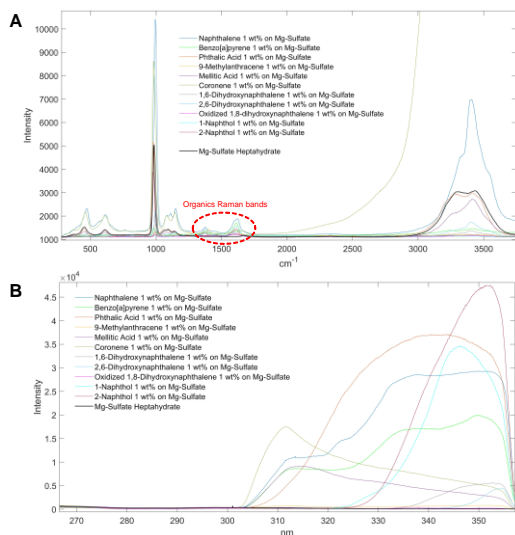 A
10000
9000
8000
7000
6000
5000
4000
3000
2000
1000
Intensity
Naphthalene 1 wt% on Mg-Sulfate
Benzo[a]pyrene 1 wt% on Mg-Sulfate
Phthalic Acid 1 wt% on Mg-Sulfate
9-Methylanthracene 1 wt% on Mg-Sulfate
Mellitic Acid 1 wt% on Mg-Sulfate
Coronene 1 wt% on Mg-Sulfate
1,6-Dihydroxynaphthalene 1 wt% on Mg-Sulfate
2,6-Dihydroxynaphthalene 1 wt% on Mg-Sulfate
Oxidized 1,8-dihydroxynaphthalene 1 wt% on Mg-Sulfate
1-Naphthol 1 wt% on Mg-Sulfate
2-Naphthol 1 wt% on Mg-Sulfate
Mg-Sulfate Heptahydrate
Organics Raman bands
500 1000 1500 2000 2500 3000 3500
cm-1
B
×10⁴
4.5
4
3.5
3
2.5
2
1.5
1
0.5
0
Intensity
Naphthalene 1 wt% on Mg-Sulfate
Benzo[a]pyrene 1 wt% on Mg-Sulfate
Phthalic Acid 1 wt% on Mg-Sulfate
9-Methylanthracene 1 wt% on Mg-Sulfate
Mellitic Acid 1 wt% on Mg-Sulfate
Coronene 1 wt% on Mg-Sulfate
1,6-Dihydroxynaphthalene 1 wt% on Mg-Sulfate
2,6-Dihydroxynaphthalene 1 wt% on Mg-Sulfate
Oxidized 1,8-Dihydroxynaphthalene 1 wt% on Mg-Sulfate
1-Naphthol 1 wt% on Mg-Sulfate
2-Naphthol 1 wt% on Mg-Sulfate
Mg-Sulfate Heptahydrate
270 280 290 300 310 320 330 340 350
nm